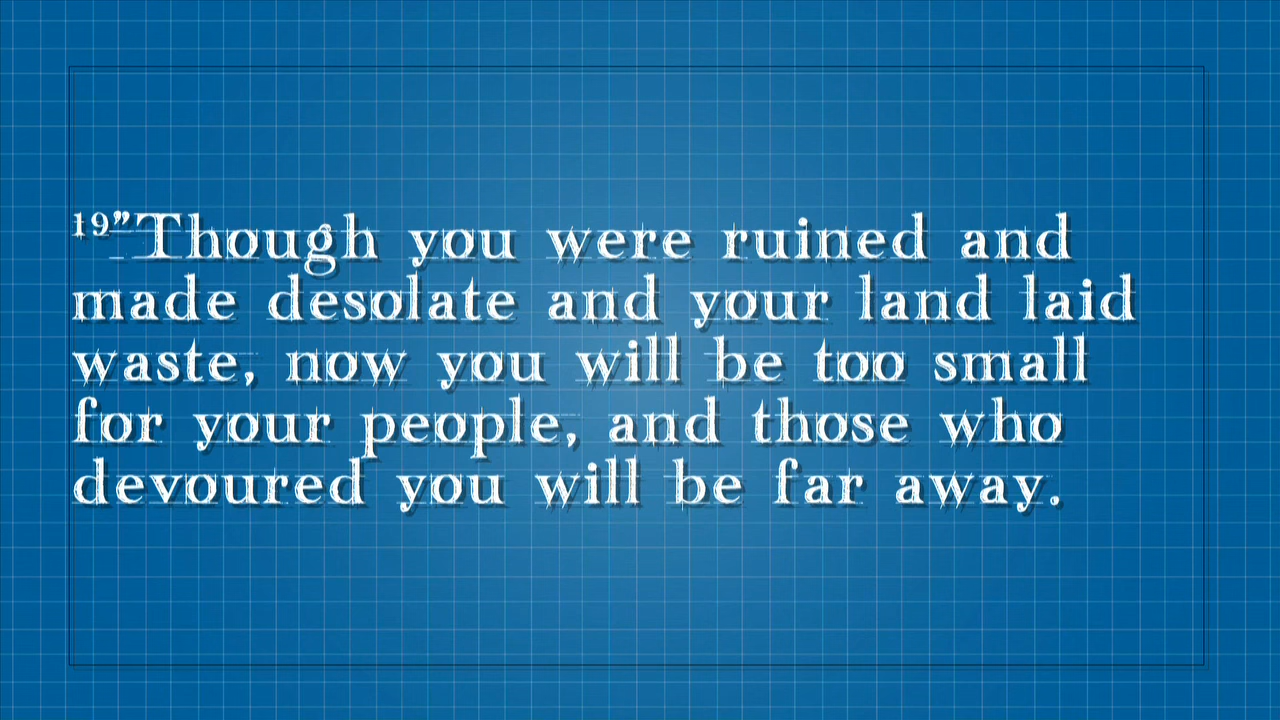 19”Though you were ruined and
made desolate and your land laid
waste, now you will be too small
for your people, and those who
devoured you will be far away.